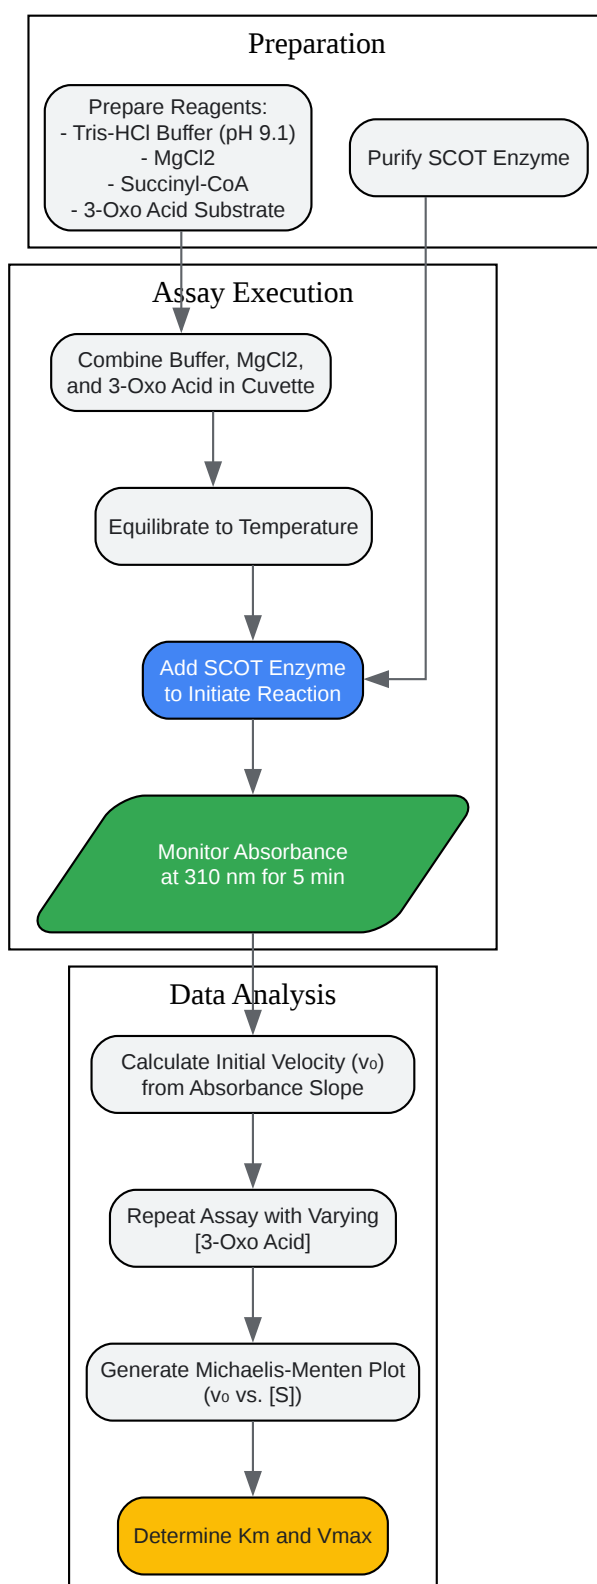 Preparation
Prepare Reagents:
- Tris-HCl Buffer (pH 9.1)
- MgCl2
- Succinyl-CoA
- 3-Oxo Acid Substrate
Purify SCOT Enzyme
Assay Execution
Combine Buffer, MgCl2,
and 3-Oxo Acid in Cuvette
Equilibrate to Temperature
Add SCOT Enzyme
to Initiate Reaction
Monitor Absorbance
at 310 nm for 5 min
Data Analysis
Calculate Initial Velocity (v₀)
from Absorbance Slope
Repeat Assay with Varying
[3-Oxo Acid]
Generate Michaelis-Menten Plot
(v₀ vs. [S])
Determine Km and Vmax